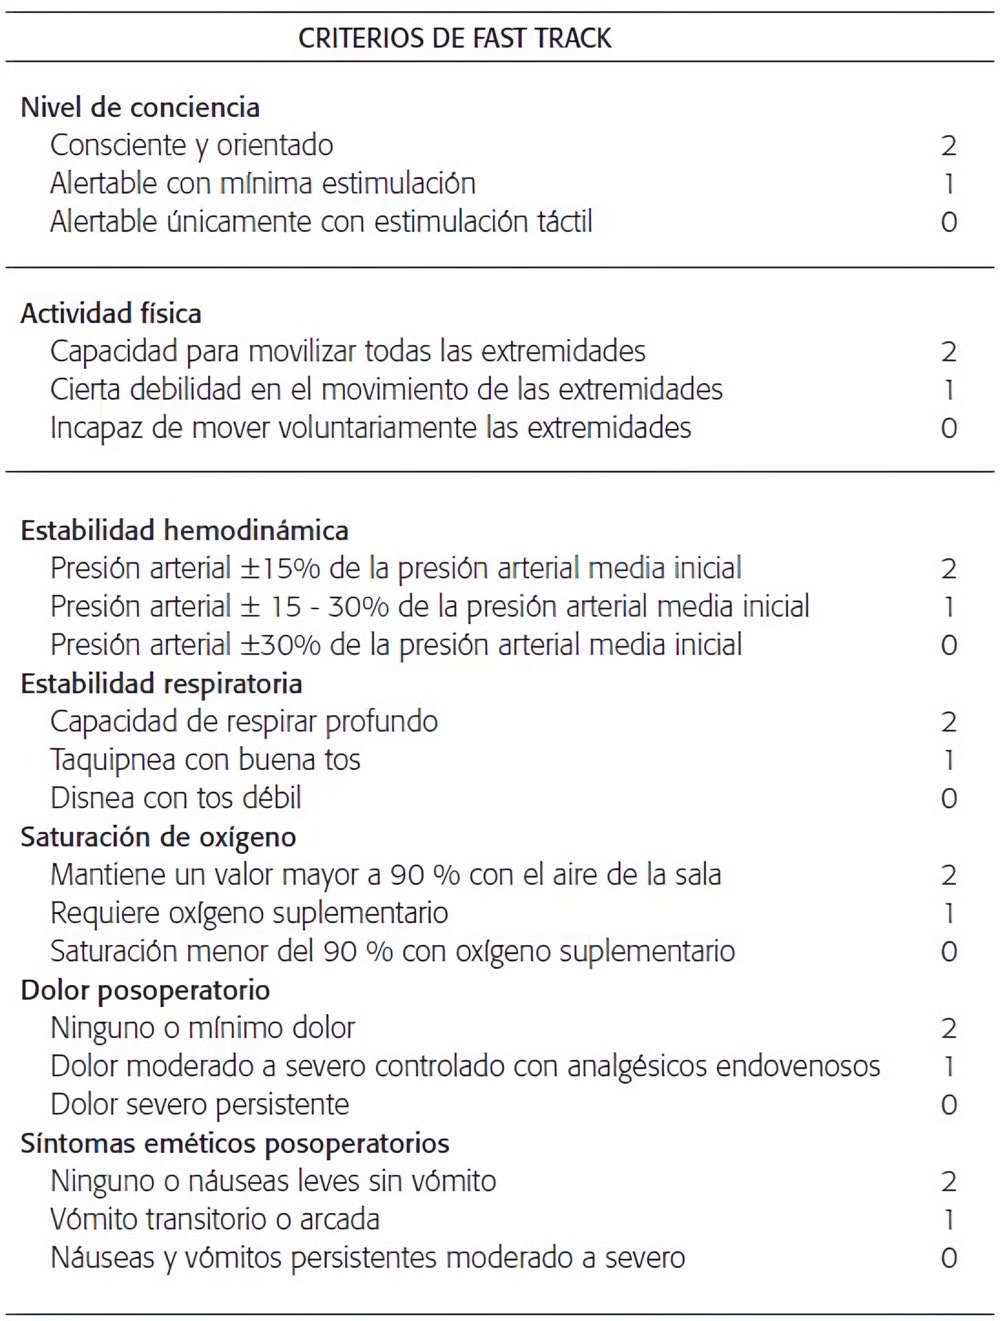 CRITERIOS DE FAST TRACK
Nivel de conciencia
Consciente y orientado 2
Alertable con mínima estimulación 1
Alertable únicamente con estimulación táctil 0
Actividad física
Capacidad para movilizar todas las extremidades 2
Cierta debilidad en el movimiento de las extremidades 1
Incapaz de mover voluntariamente las extremidades 0
Estabilidad hemodinámica
Presión arterial ±15% de la presión arterial media inicial 2
Presión arterial ± 15 - 30% de la presión arterial media inicial 1
Presión arterial ±30% de la presión arterial media inicial 0
Estabilidad respiratoria
Capacidad de respirar profundo 2
Taquipnea con buena tos 1
Disnea con tos débil 0
Saturación de oxígeno
Mantiene un valor mayor a 90 % con el aire de la sala 2
Requiere oxígeno suplementario 1
Saturación menor del 90 % con oxígeno suplementario 0
Dolor posoperatorio
Ninguno o mínimo dolor 2
Dolor moderado a severo controlado con analgésicos endovenosos 1
Dolor severo persistente 0
Síntomas eméticos posoperatorios
Ninguno o náuseas leves sin vómito 2
Vómito transitorio o arcada 1
Náuseas y vómitos persistentes moderado a severo 0